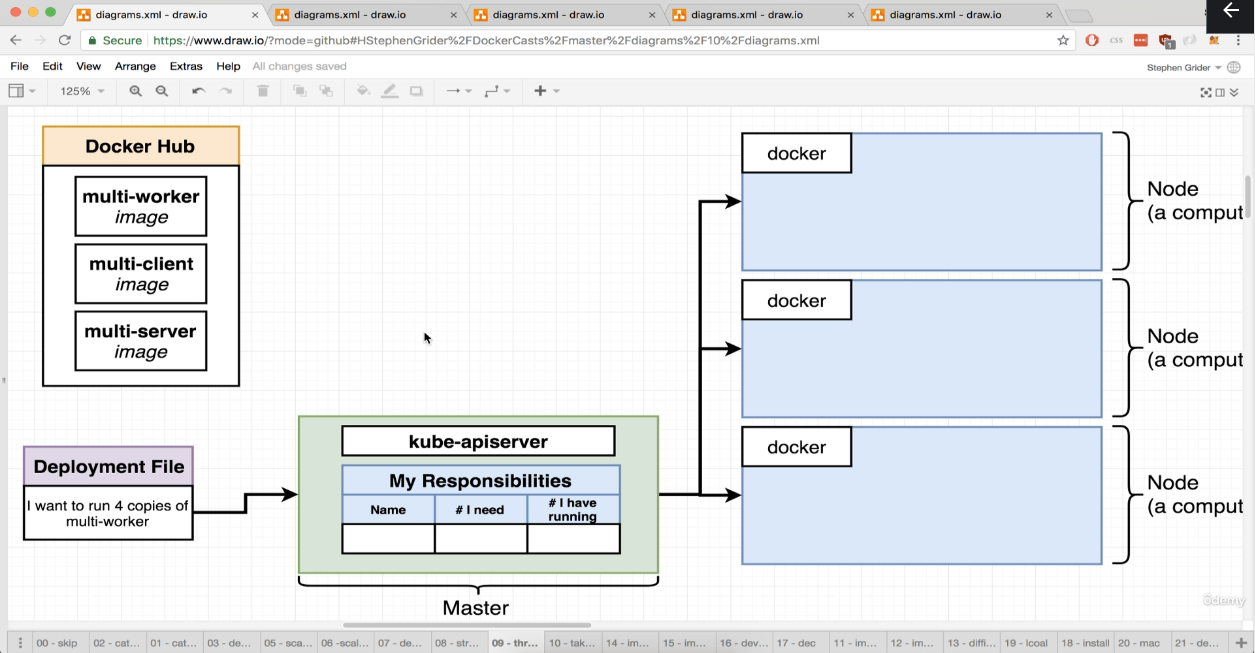 diagrams.xml - draw.io
diagrams.xml - draw.io
diagrams.xml - draw.io
diagrams.xml - draw.io
diagrams.xml - draw.io
Secure
https://www.draw.io/?mode=github#HStephenGrider%2FDockerCasts%2Fmaster%2Fdiagrams%2F10%2Fdiagrams.xml
css
1
File Edit View Arrange Extras Help All changes saved
Stephen Grider
125%
Docker Hub
multi-worker
image
multi-client
image
multi-server
image
Deployment File
I want to run 4 copies of
multi-worker
kube-apiserver
My Responsibilities
Name
# I need
# I have
running
Master
docker
Node
(a comput
docker
Node
(a comput
docker
Node
(a comput
00 - skip
02 - cat...
01 - cat...
03 - de...
05 - sca...
06 -scal...
07 - de...
08 - str...
09 - thr...
10 - tak...
14 - im...
15 - im...
16 - dev...
17 - dec
11 - im...
12 - im...
13 - diffi...
19 - lcoal
18 - install
20 - mac
21 - de...